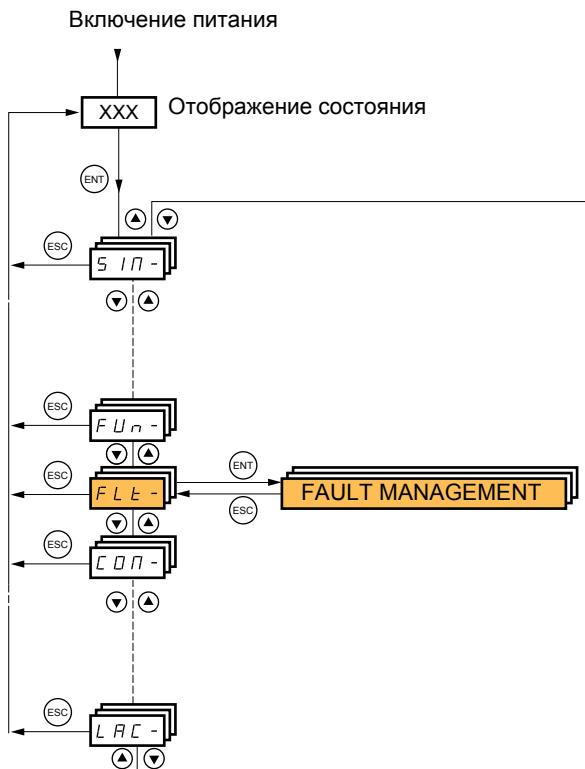 Включение питания
XXX Отображение состояния
ENT
ESC
SIM-
ESC
FUn-
ESC
FLt-
ENT
ESC
FAULT MANAGEMENT
ESC
COM-
ESC
LAC-